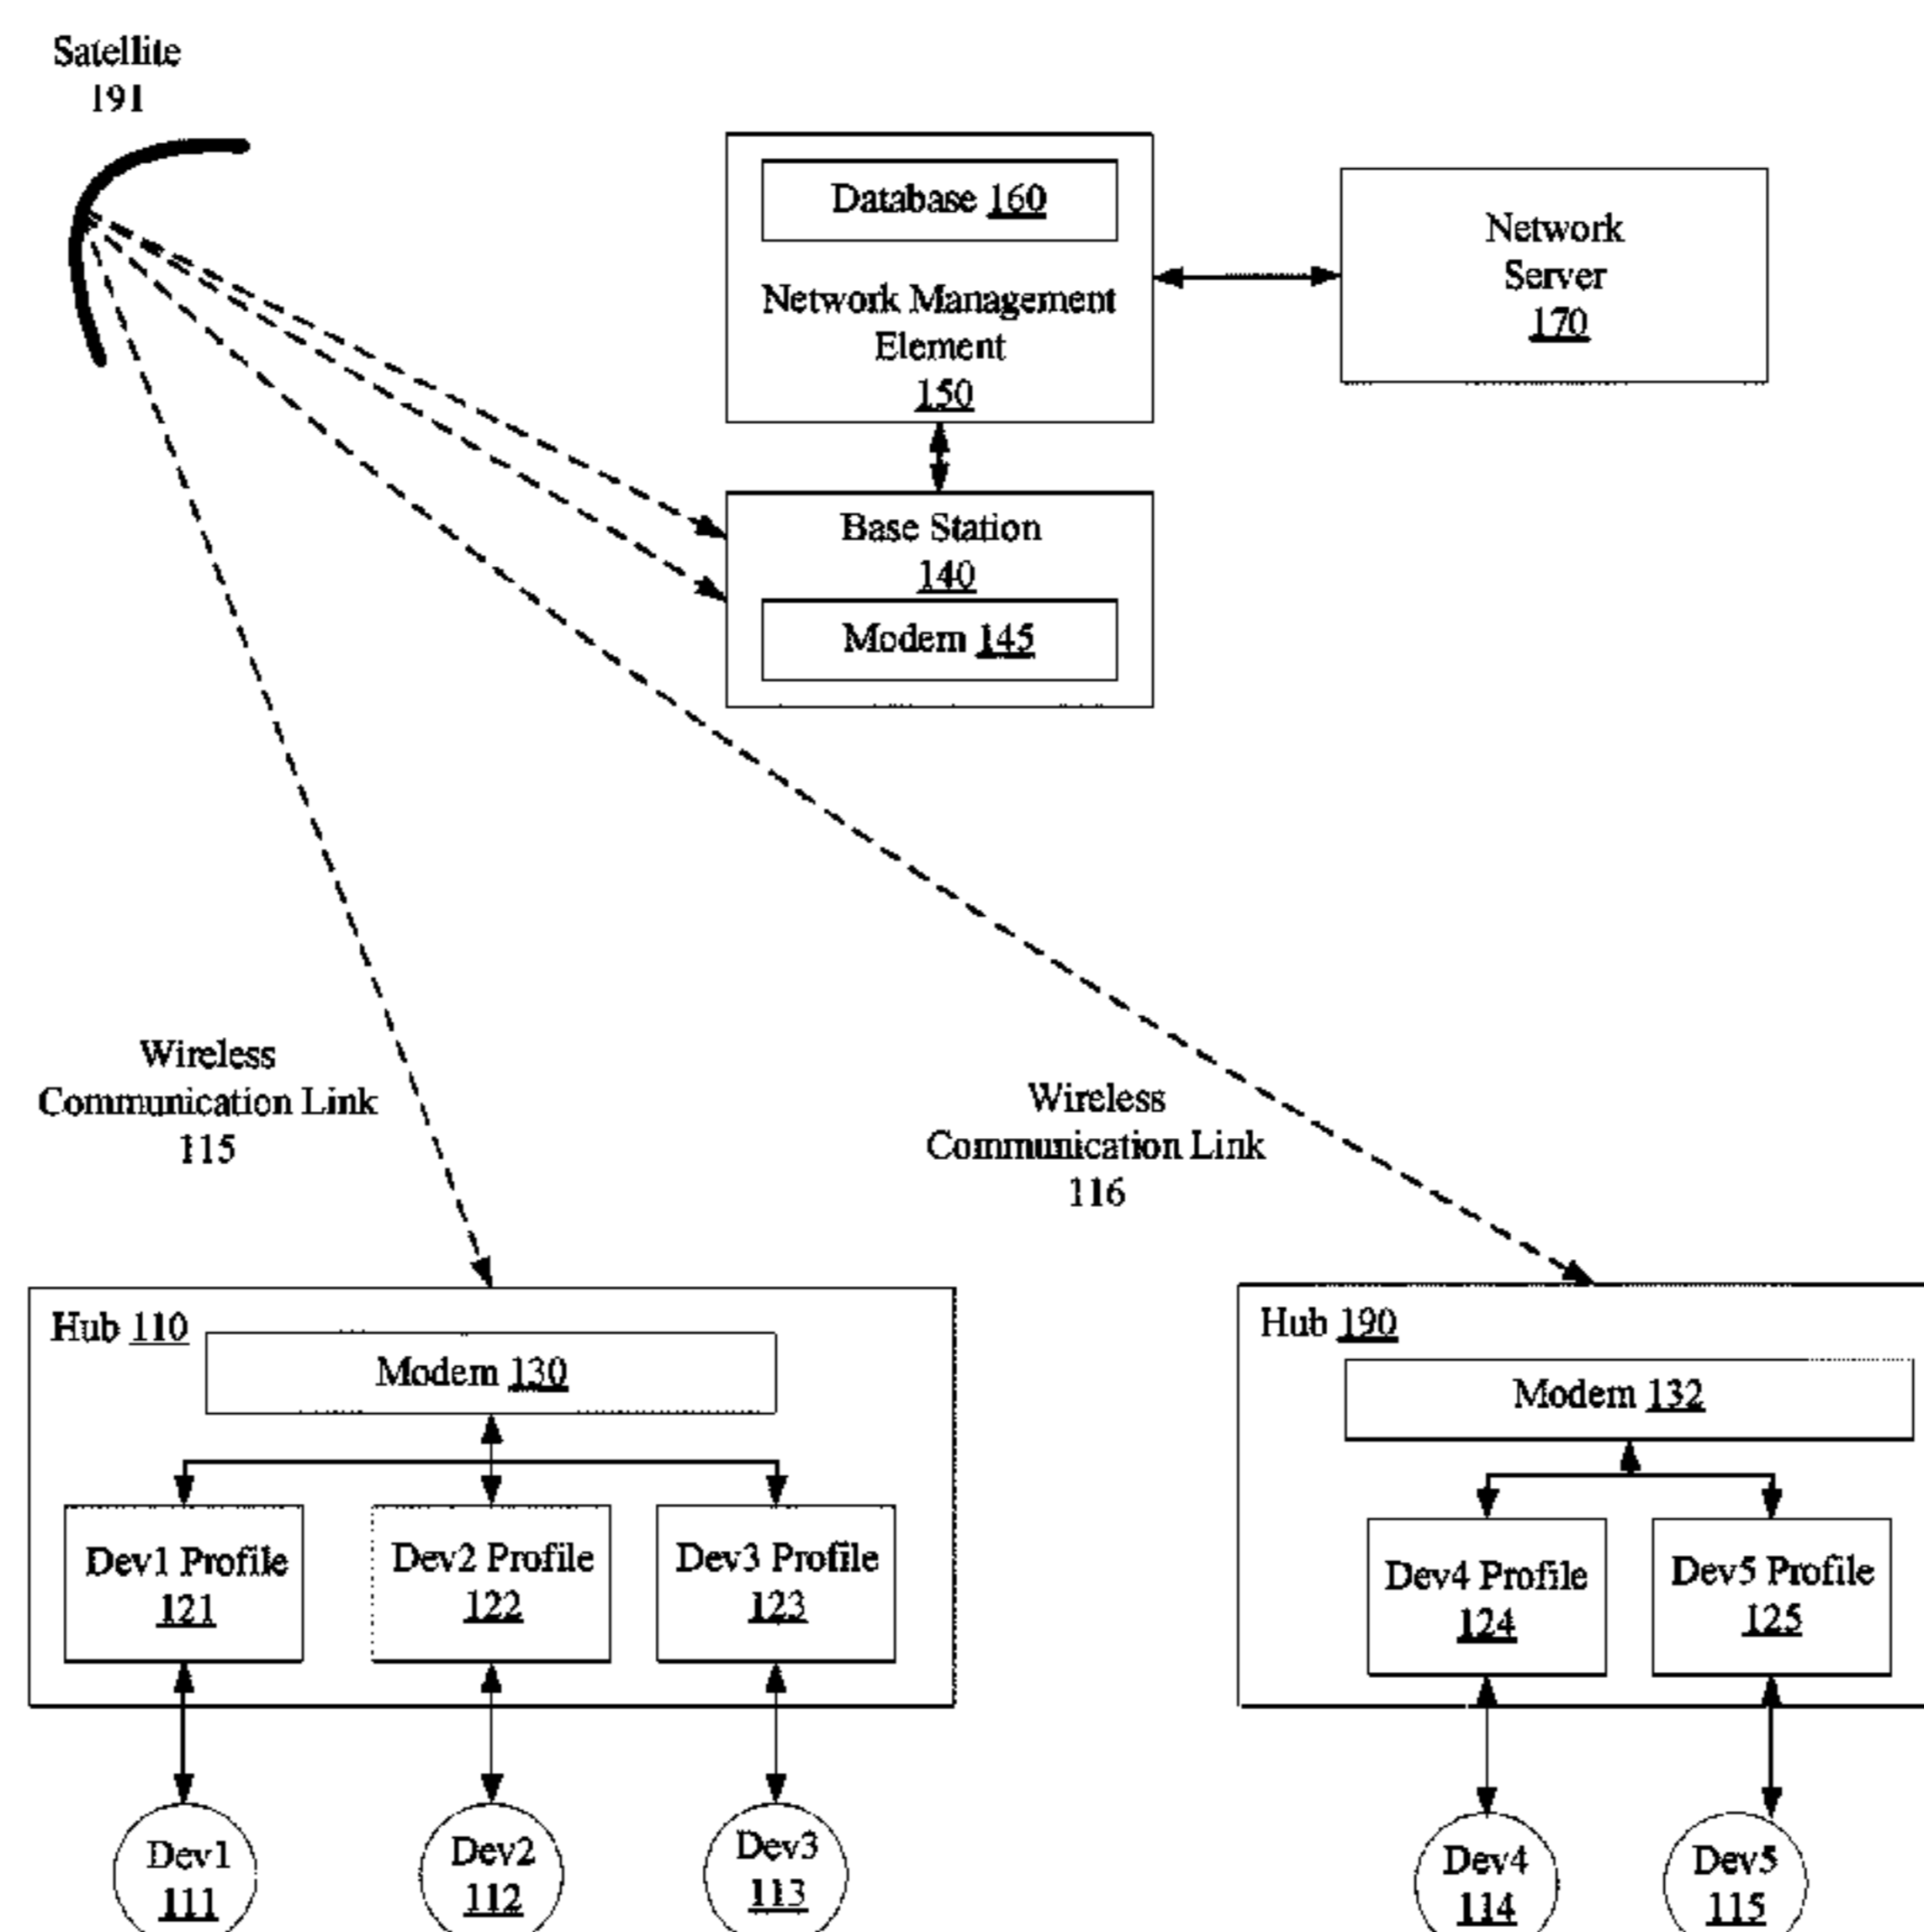 Satellite
191
Database 160
Network Management
Element
150
Network
Server
170
Base Station
140
Modem 145
Wireless
Communication Link
115
Wireless
Communication Link
116
Hub 110
Modem 130
Dev1 Profile
121
Dev2 Profile
122
Dev3 Profile
123
Hub 190
Modem 132
Dev4 Profile
124
Dev5 Profile
125
Dev1
111
Dev2
112
Dev3
113
Dev4
114
Dev5
115